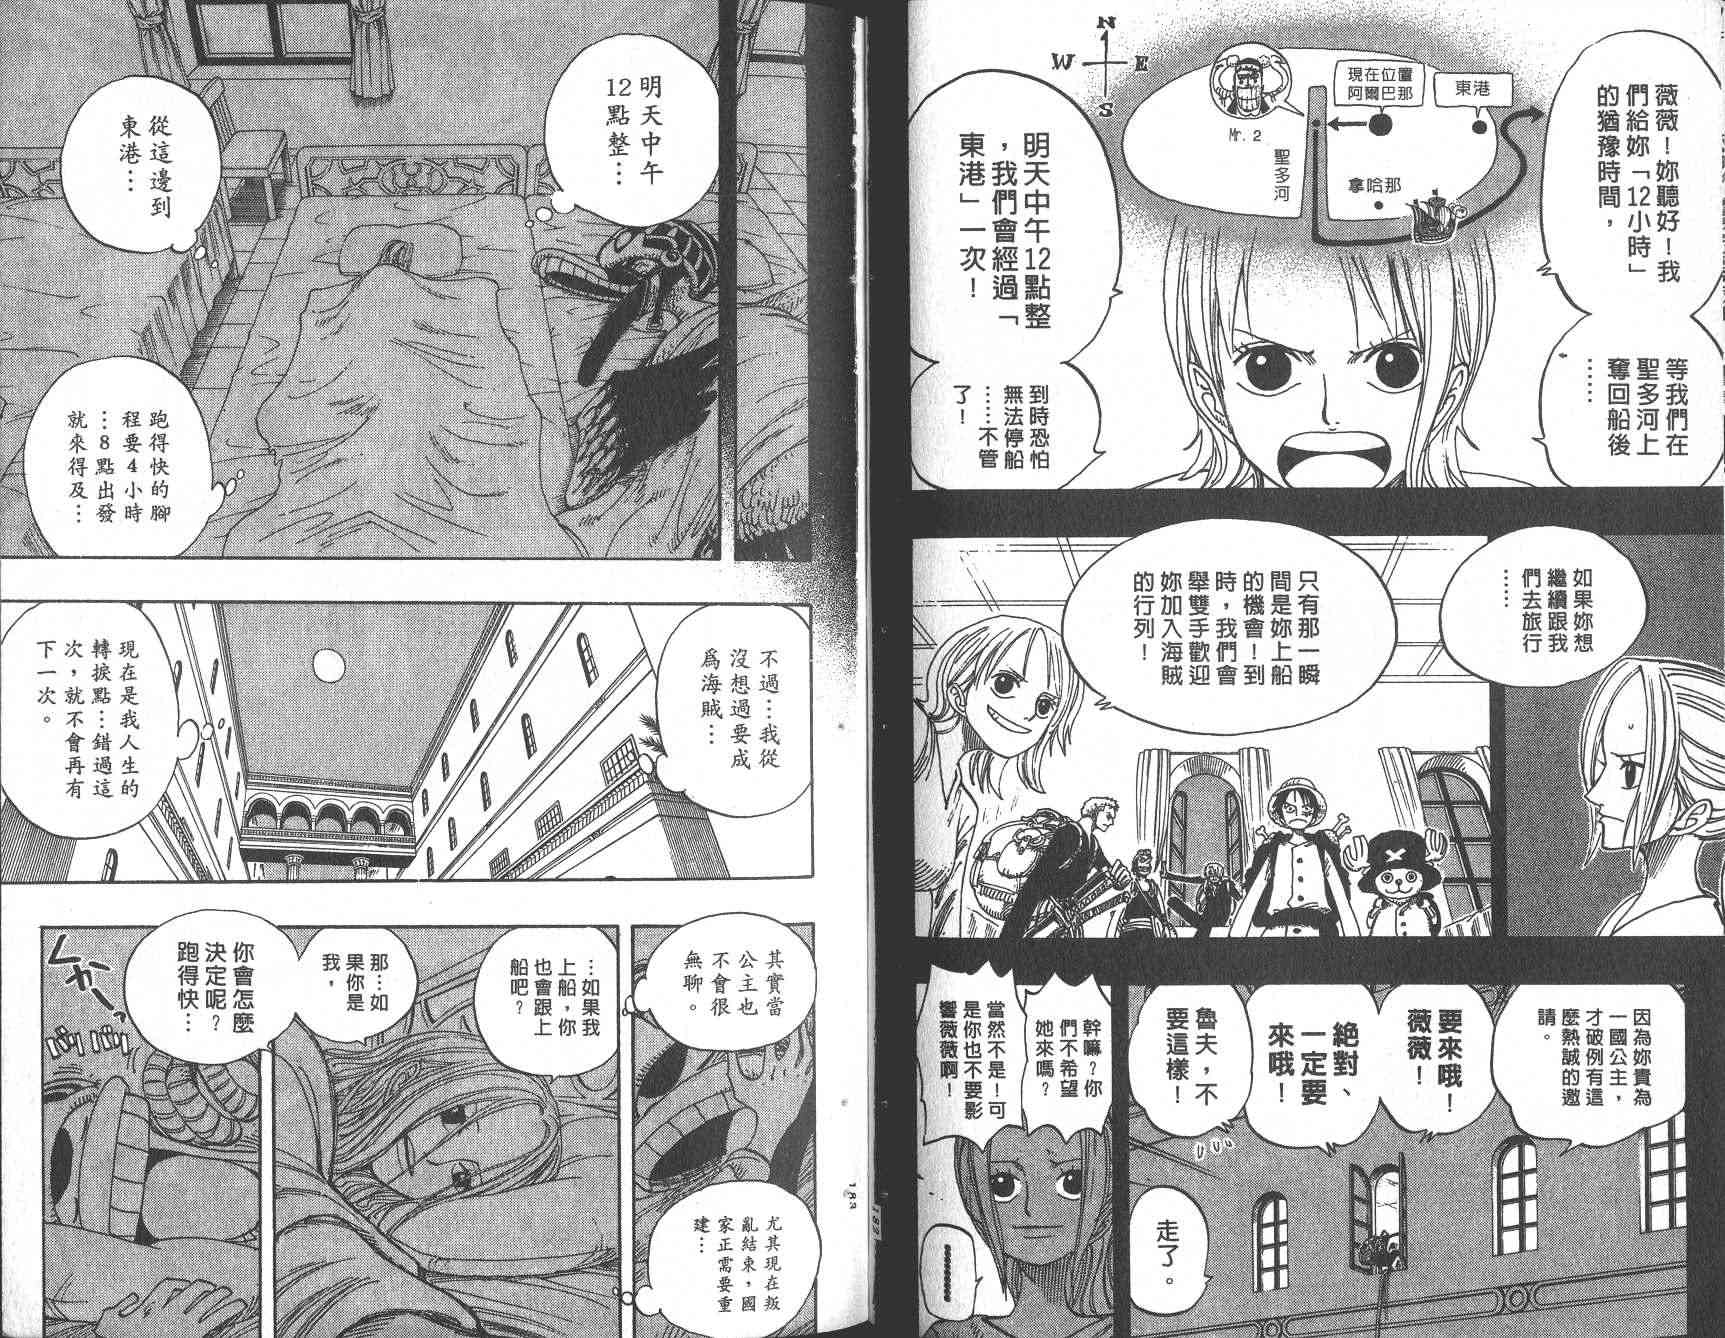 薇薇！妳聽好！我
們給妳「12小時」
的猶豫時間，
等我們在
聖多河上
奪回船後
……
N
W
E
S
現在位置
阿爾巴那
東港
Mr.2
聖多河
拿哈那
明天中午12點整
，我們會經過「
東港」一次！
到時恐怕
無法停船
……不管
了！
如果妳想
繼續跟我
們去旅行
……
只有那一瞬
間是妳上船
的機會！到
時，我們會
舉雙手歡迎
妳加入海賊
的行列！
因為妳貴為
一國公主，
才破例有這
麼熱誠的邀
請。
要來哦！
薇薇！
絕對、
一定要
來哦！
魯夫，不
要這樣！
走了。
幹嘛？你
們不希望
她來嗎？
當然不是！可
是你也不要影
響薇薇啊！
…………
182
明天中午
12點整…
從這邊到
東港…
跑得快的腳
程要4小時
…8點出發
就來得及…
不過…我從
沒想過要成
為海賊…
現在是我人生的
轉捩點…錯過這
次，就不會再有
下一次。
其實當
公主也
不會很
無聊。
尤其現在叛
亂結束，國
家正需要重
建…
…如果我
上船，你
也會跟上
船吧？
那…如
果你是
我，
你會怎麼
決定呢？
跑得快…
くかー
183